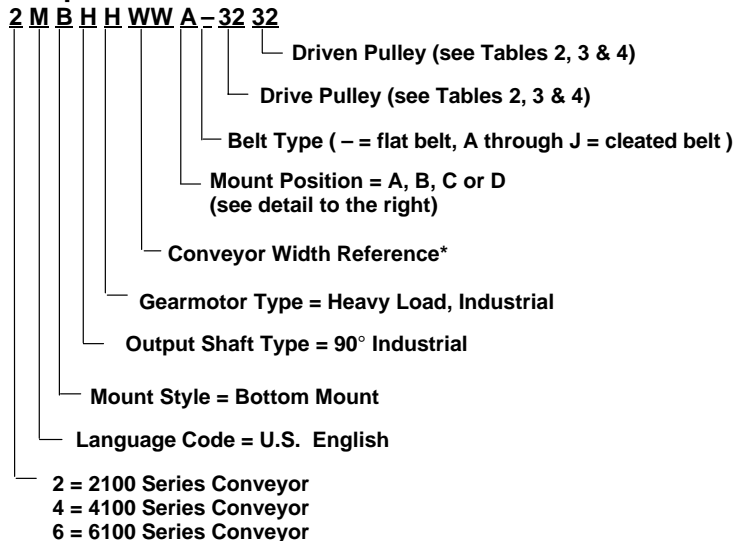 2 M B H H WW A – 32 32
Driven Pulley (see Tables 2, 3 & 4)
Drive Pulley (see Tables 2, 3 & 4)
Belt Type ( – = flat belt, A through J = cleated belt )
Mount Position = A, B, C or D
(see detail to the right)
Conveyor Width Reference*
Gearmotor Type = Heavy Load, Industrial
Output Shaft Type = 90° Industrial
Mount Style = Bottom Mount
Language Code = U.S. English
2 = 2100 Series Conveyor
4 = 4100 Series Conveyor
6 = 6100 Series Conveyor